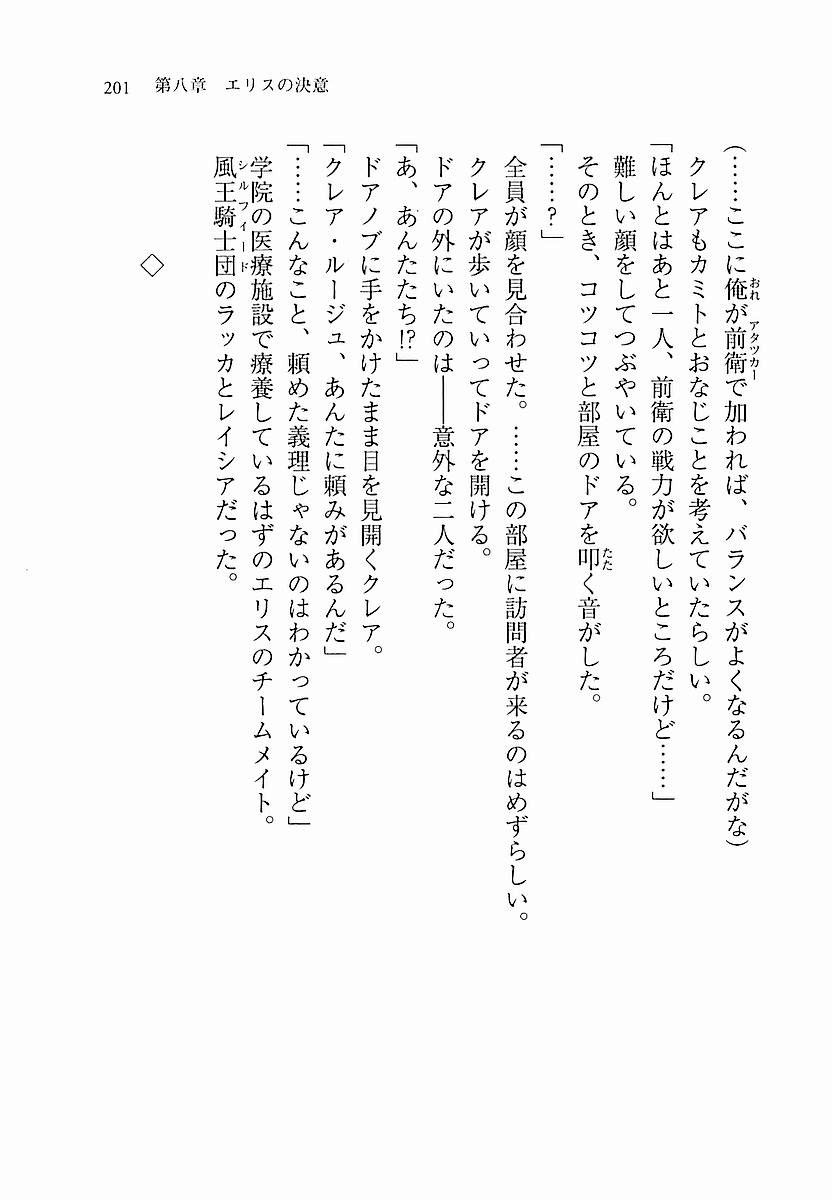 201　第八章　エリスの決意
（……ここに俺が前衛で加われば、バランスがよくなるんだがな）
クレアもカミトとおなじことを考えていたらしい。
「ほんとはあと一人、前衛の戦力が欲しいところだけど……」
難しい顔をしてつぶやいている。
そのとき、コツコツと部屋のドアを叩く音がした。
「……？」
全員が顔を見合わせた。……この部屋に訪問者が来るのはめずらしい。
クレアが歩いていってドアを開ける。
ドアの外にいたのは――意外な二人だった。
「あ、あんたたち!?」
ドアノブに手をかけたまま目を見開くクレア。
「クレア・ルージュ、あんたに頼みがあるんだ」
「……こんなこと、頼めた義理じゃないのはわかっているけど」
学院の医療施設で療養しているはずのエリスのチームメイト。
風王騎士団のラッカとレイシアだった。
◇
おれ
アタッカー
たた
シルフィード